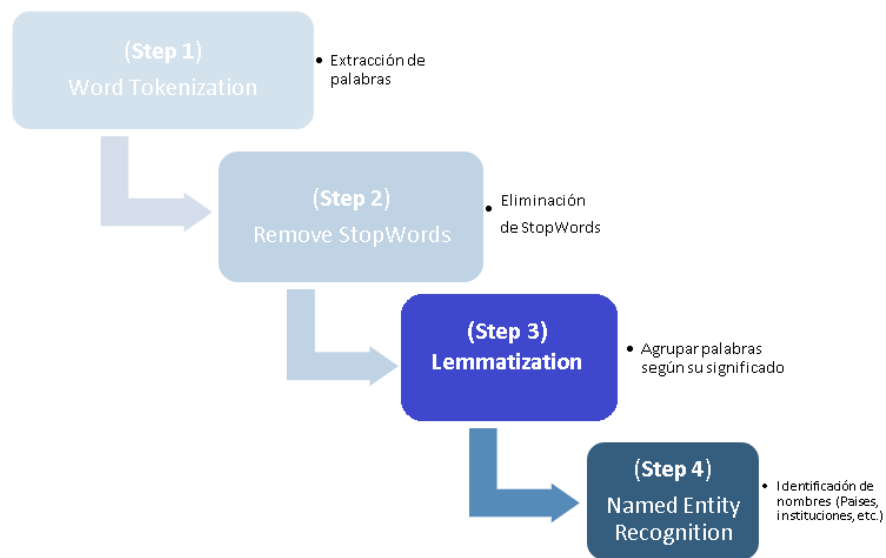 (Step 1)
Word Tokenization
• Extracción de
palabras
(Step 2)
Remove StopWords
• Eliminación
de StopWords
(Step 3)
Lemmatization
• Agrupar palabras
según su significado
(Step 4)
Named Entity
Recognition
• Identificación de
nombres (Paises,
instituciones, etc.)